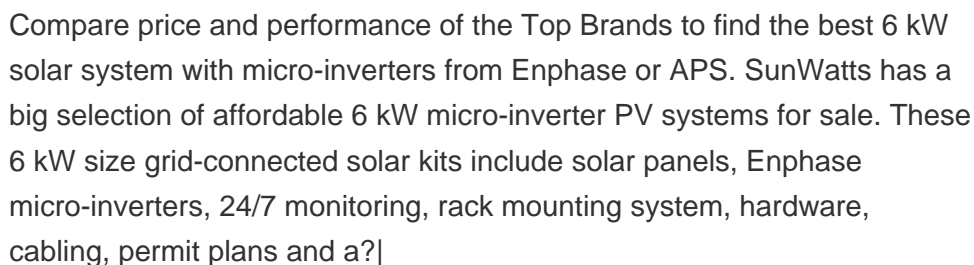 Compare price and performance of the Top Brands to find the best 6 kW
solar system with micro-inverters from Enphase or APS. SunWatts has a
big selection of affordable 6 kW micro-inverter PV systems for sale. These
6 kW size grid-connected solar kits include solar panels, Enphase
micro-inverters, 24/7 monitoring, rack mounting system, hardware,
cabling, permit plans and a?|